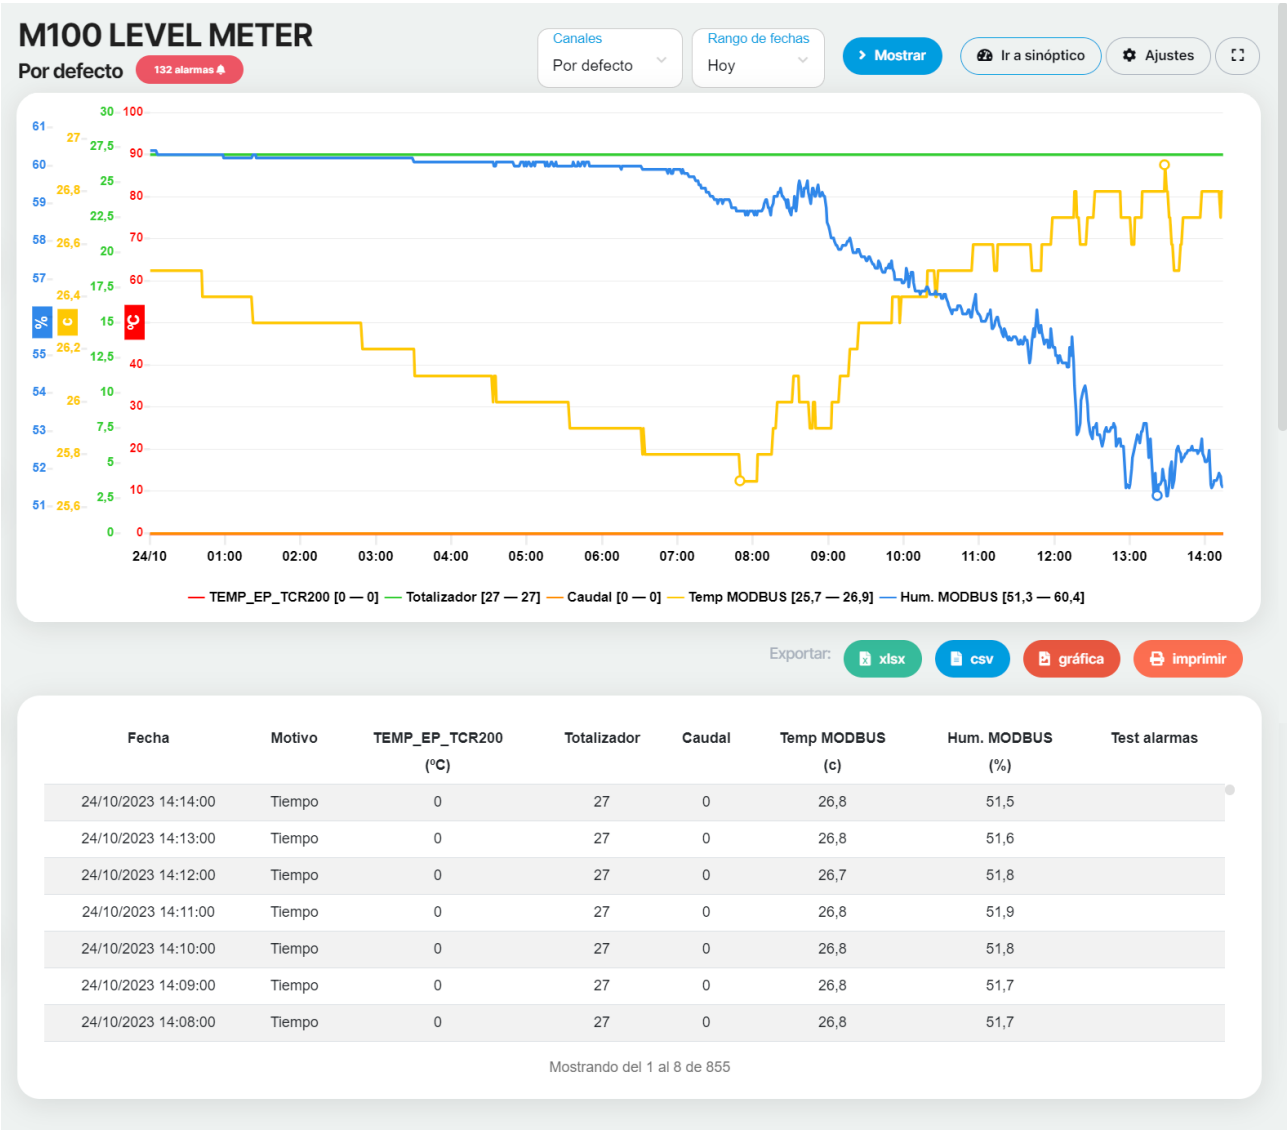 M100 LEVEL METER
Por defecto
132 alarmas
Canales
Por defecto
Rango de fechas
Hoy
Mostrar
Ir a sinóptico
Ajustes
61
60
59
58
57
55
54
53
52
51
%
27
26,8
26,6
26,4
26,2
26
25,8
25,6
c
30
27,5
25
22,5
20
17,5
15
12,5
10
7,5
5
2,5
0
100
90
80
70
60
40
30
20
10
0
ºC
24/10 01:00 02:00 03:00 04:00 05:00 06:00 07:00 08:00 09:00 10:00 11:00 12:00 13:00 14:00
TEMP_EP_TCR200 [0 — 0] Totalizador [27 — 27] Caudal [0 — 0] Temp MODBUS [25,7 — 26,9] Hum. MODBUS [51,3 — 60,4]
Exportar: xlsx csv gráfica imprimir
Fecha Motivo TEMP_EP_TCR200 Totalizador Caudal Temp MODBUS Hum. MODBUS Test alarmas
(ºC) (c) (%)
24/10/2023 14:14:00 Tiempo 0 27 0 26,8 51,5
24/10/2023 14:13:00 Tiempo 0 27 0 26,8 51,6
24/10/2023 14:12:00 Tiempo 0 27 0 26,7 51,8
24/10/2023 14:11:00 Tiempo 0 27 0 26,8 51,9
24/10/2023 14:10:00 Tiempo 0 27 0 26,8 51,8
24/10/2023 14:09:00 Tiempo 0 27 0 26,8 51,7
24/10/2023 14:08:00 Tiempo 0 27 0 26,8 51,7
Mostrando del 1 al 8 de 855